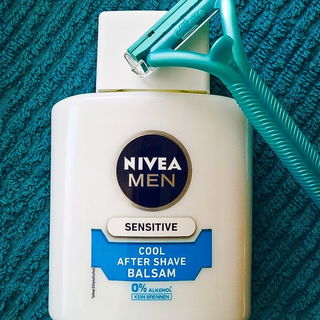 NIVEA
MEN
SENSITIVE
COOL
AFTER SHAVE
BALSAM
0% ALKOHOL*
KEIN BRENNEN